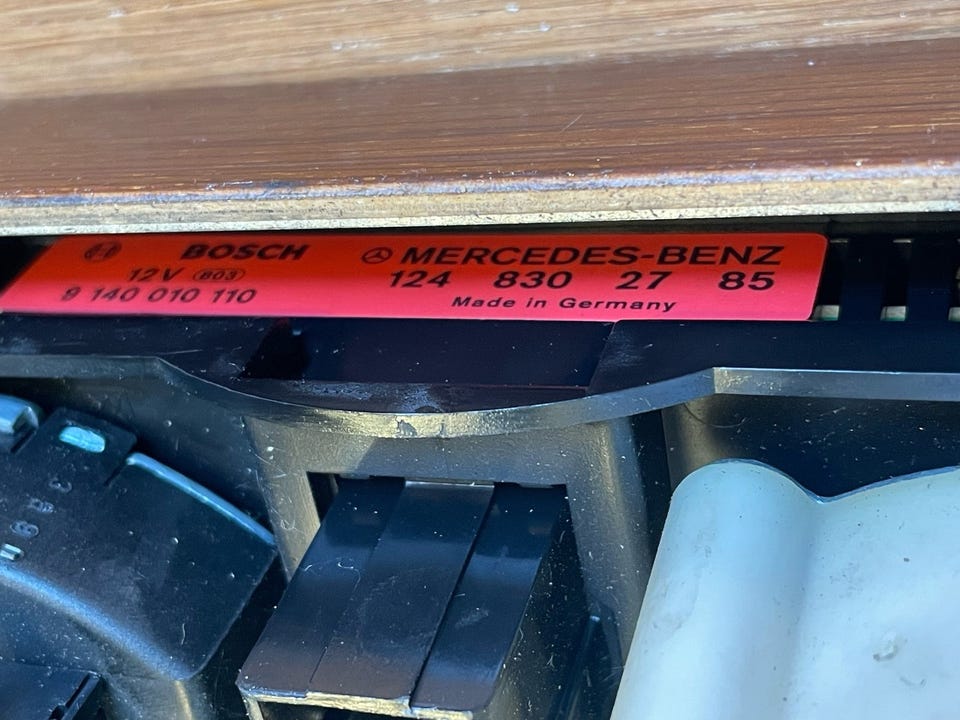 BOSCH MERCEDES-BENZ
12V 803 124 830 27 85
9 140 010 110 Made in Germany